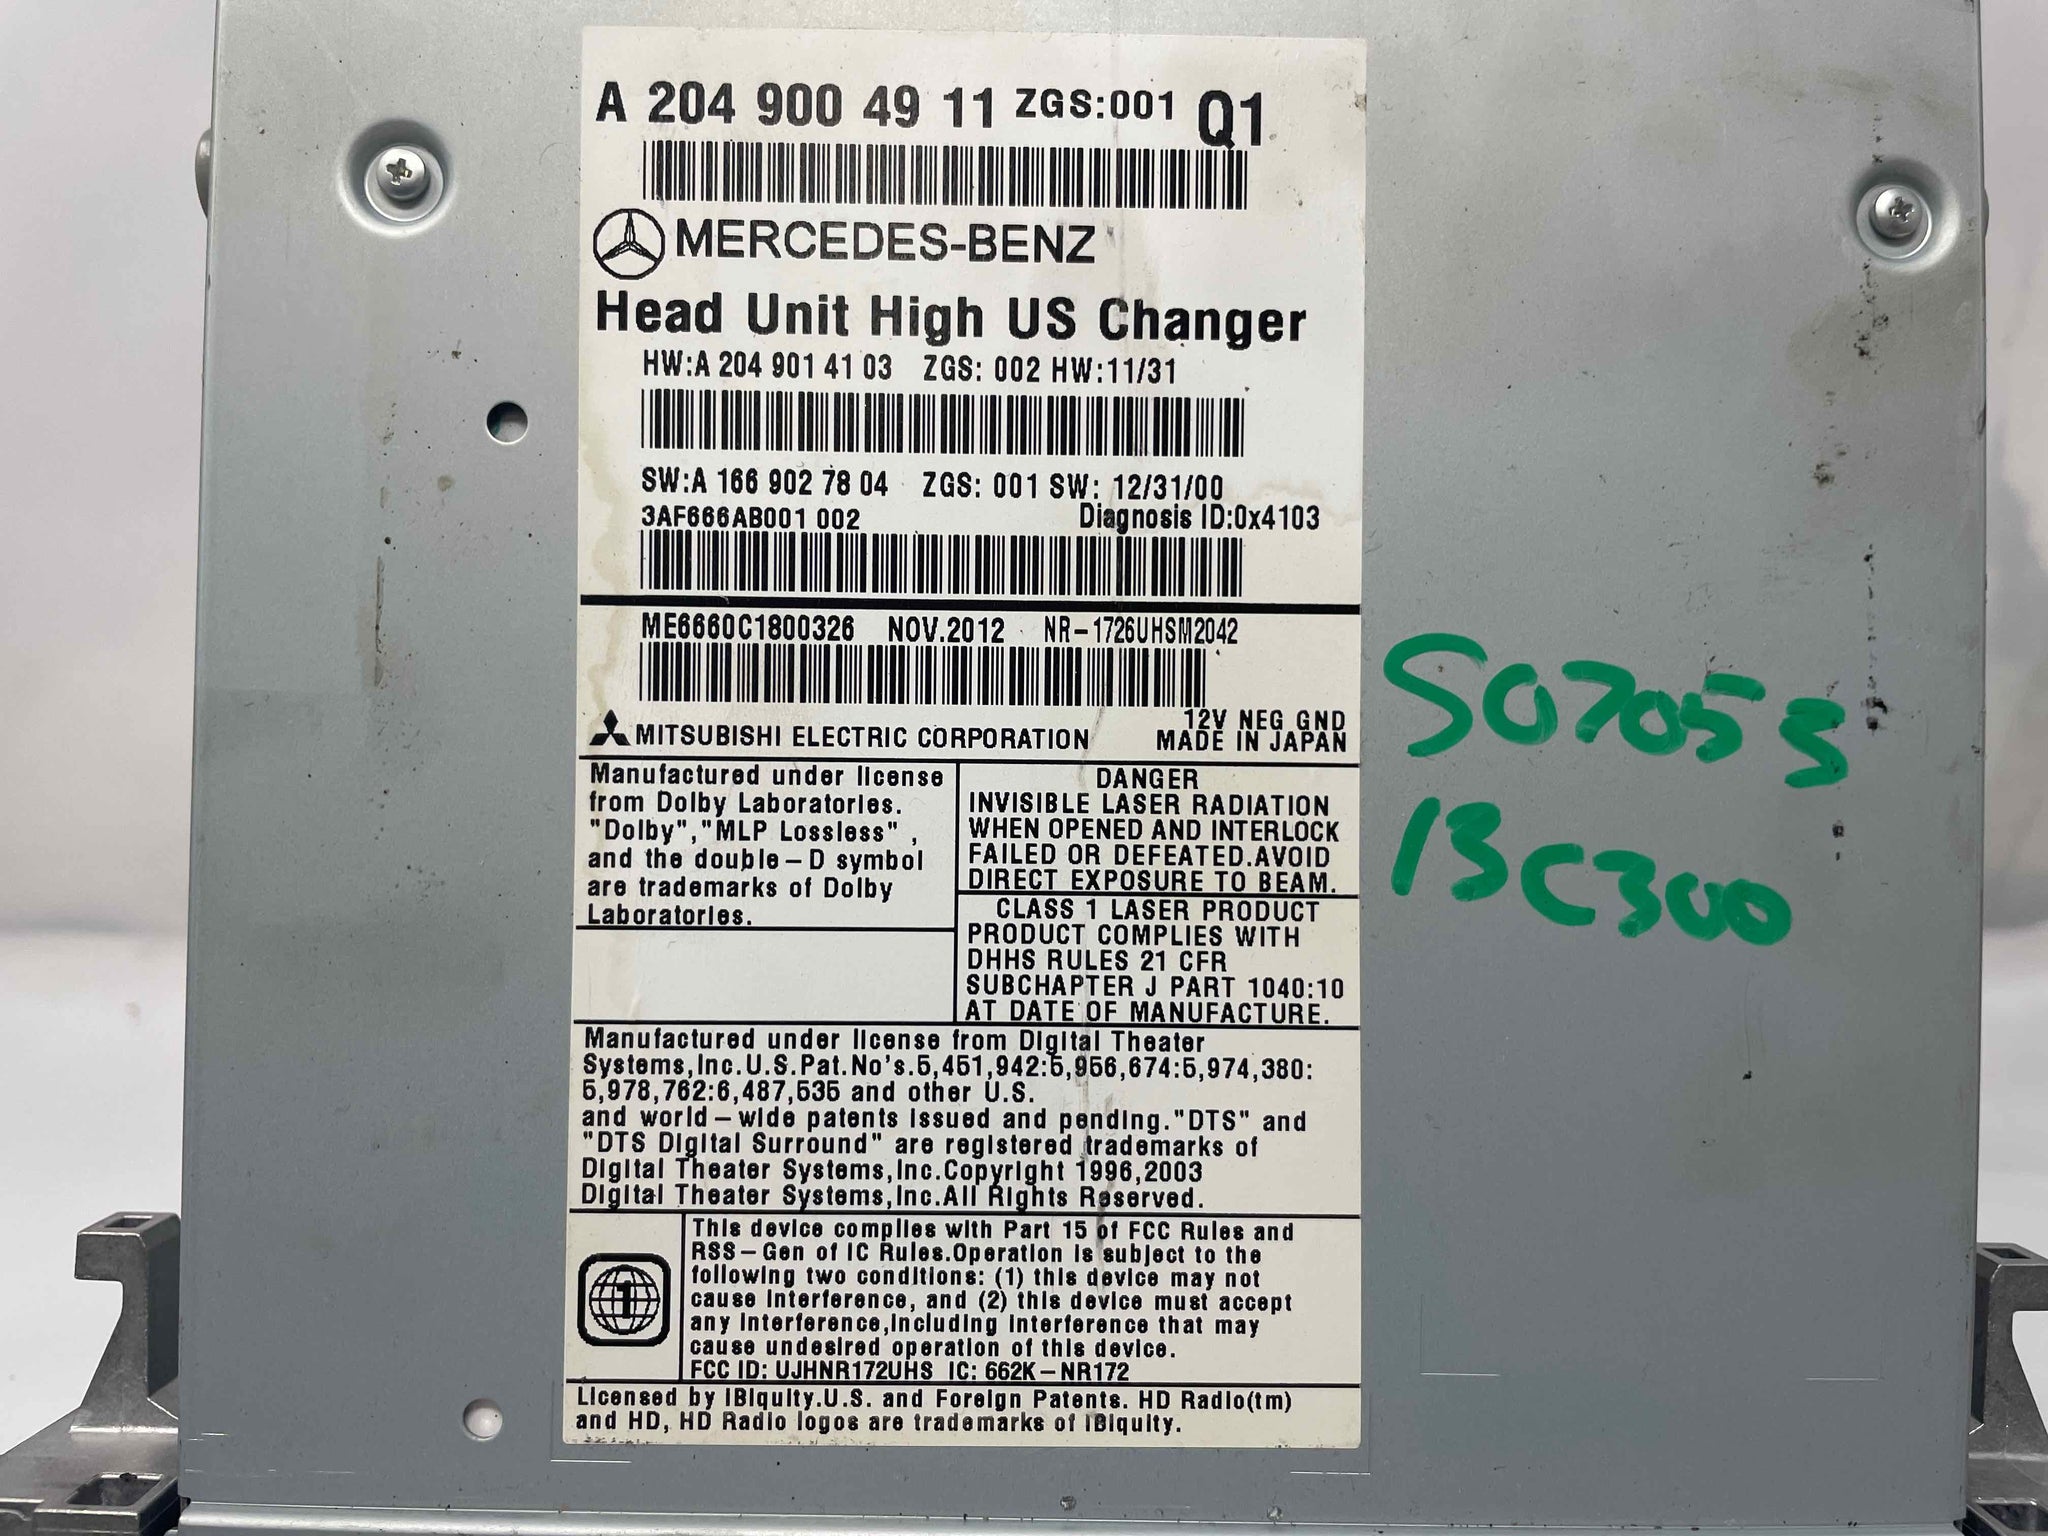 A 204 900 49 11 ZGS:001 Q1
MERCEDES-BENZ
Head Unit High US Changer
HW:A 204 901 41 03 ZGS: 002 HW:11/31
SW:A 166 902 78 04 ZGS: 001 SW: 12/31/00
3AF666AB001 002 Diagnosis ID:0x4103
ME6660C1800326 NOV.2012 NR-1726UHSM2042
12V NEG GND
MITSUBISHI ELECTRIC CORPORATION MADE IN JAPAN
Manufactured under license
from Dolby Laboratories.
"Dolby","MLP Lossless" ,
and the double-D symbol
are trademarks of Dolby
Laboratories.
DANGER
INVISIBLE LASER RADIATION
WHEN OPENED AND INTERLOCK
FAILED OR DEFEATED.AVOID
DIRECT EXPOSURE TO BEAM.
CLASS 1 LASER PRODUCT
PRODUCT COMPLIES WITH
DHHS RULES 21 CFR
SUBCHAPTER J PART 1040:10
AT DATE OF MANUFACTURE.
Manufactured under license from Digital Theater
Systems,Inc.U.S.Pat.No's.5,451,942:5,956,674:5,974,380:
5,978,762:6,487,535 and other U.S.
and world-wide patents issued and pending."DTS" and
"DTS Digital Surround" are registered trademarks of
Digital Theater Systems,Inc.Copyright 1996,2003
Digital Theater Systems,Inc.All Rights Reserved.
1
This device complies with Part 15 of FCC Rules and
RSS-Gen of IC Rules.Operation is subject to the
following two conditions: (1) this device may not
cause interference, and (2) this device must accept
any interference,including interference that may
cause undesired operation of this device.
FCC ID: UJHNR172UHS IC: 662K-NR172
Licensed by iBiquity.U.S. and Foreign Patents. HD Radio(tm)
and HD, HD Radio logos are trademarks of iBiquity.
S07055
13 C300